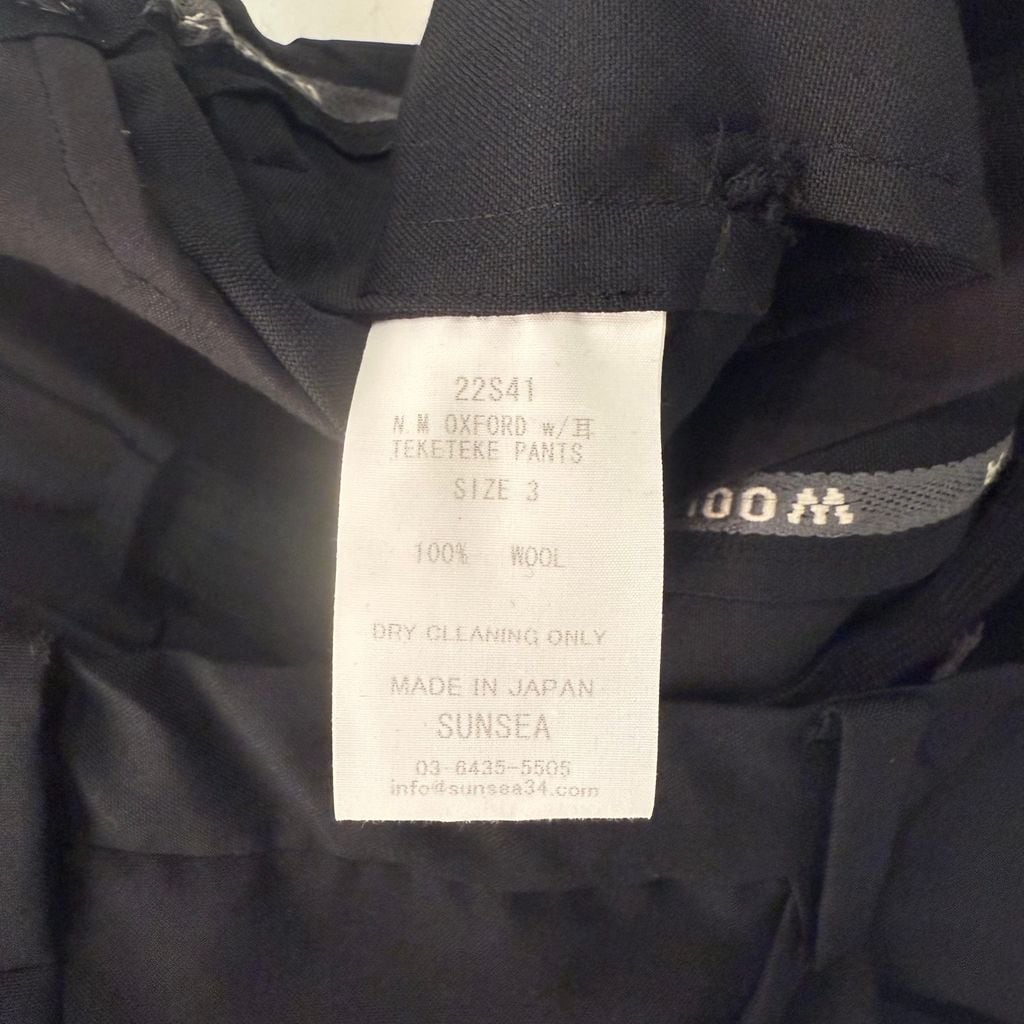 22S41
N.M OXFORD w/耳
TEKETEKE PANTS
SIZE 3
100% WOOL
DRY CLEANING ONLY
MADE IN JAPAN
SUNSEA
03-6435-5505
info@sunsea34.com